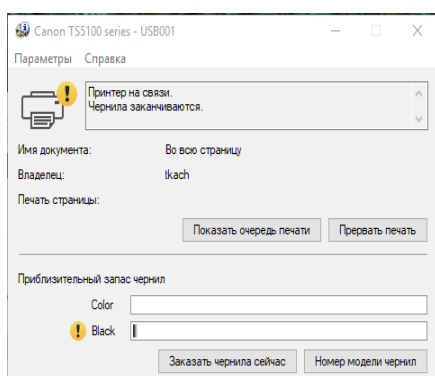 Canon TS5100 series - USB001
Параметры Справка
Принтер на связи.
Чернила заканчиваются.
Имя документа: Во всю страницу
Владелец: tkach
Печать страницы:
Показать очередь печати Прервать печать
Приблизительный запас чернил
Color
Black
Заказать чернила сейчас Номер модели чернил